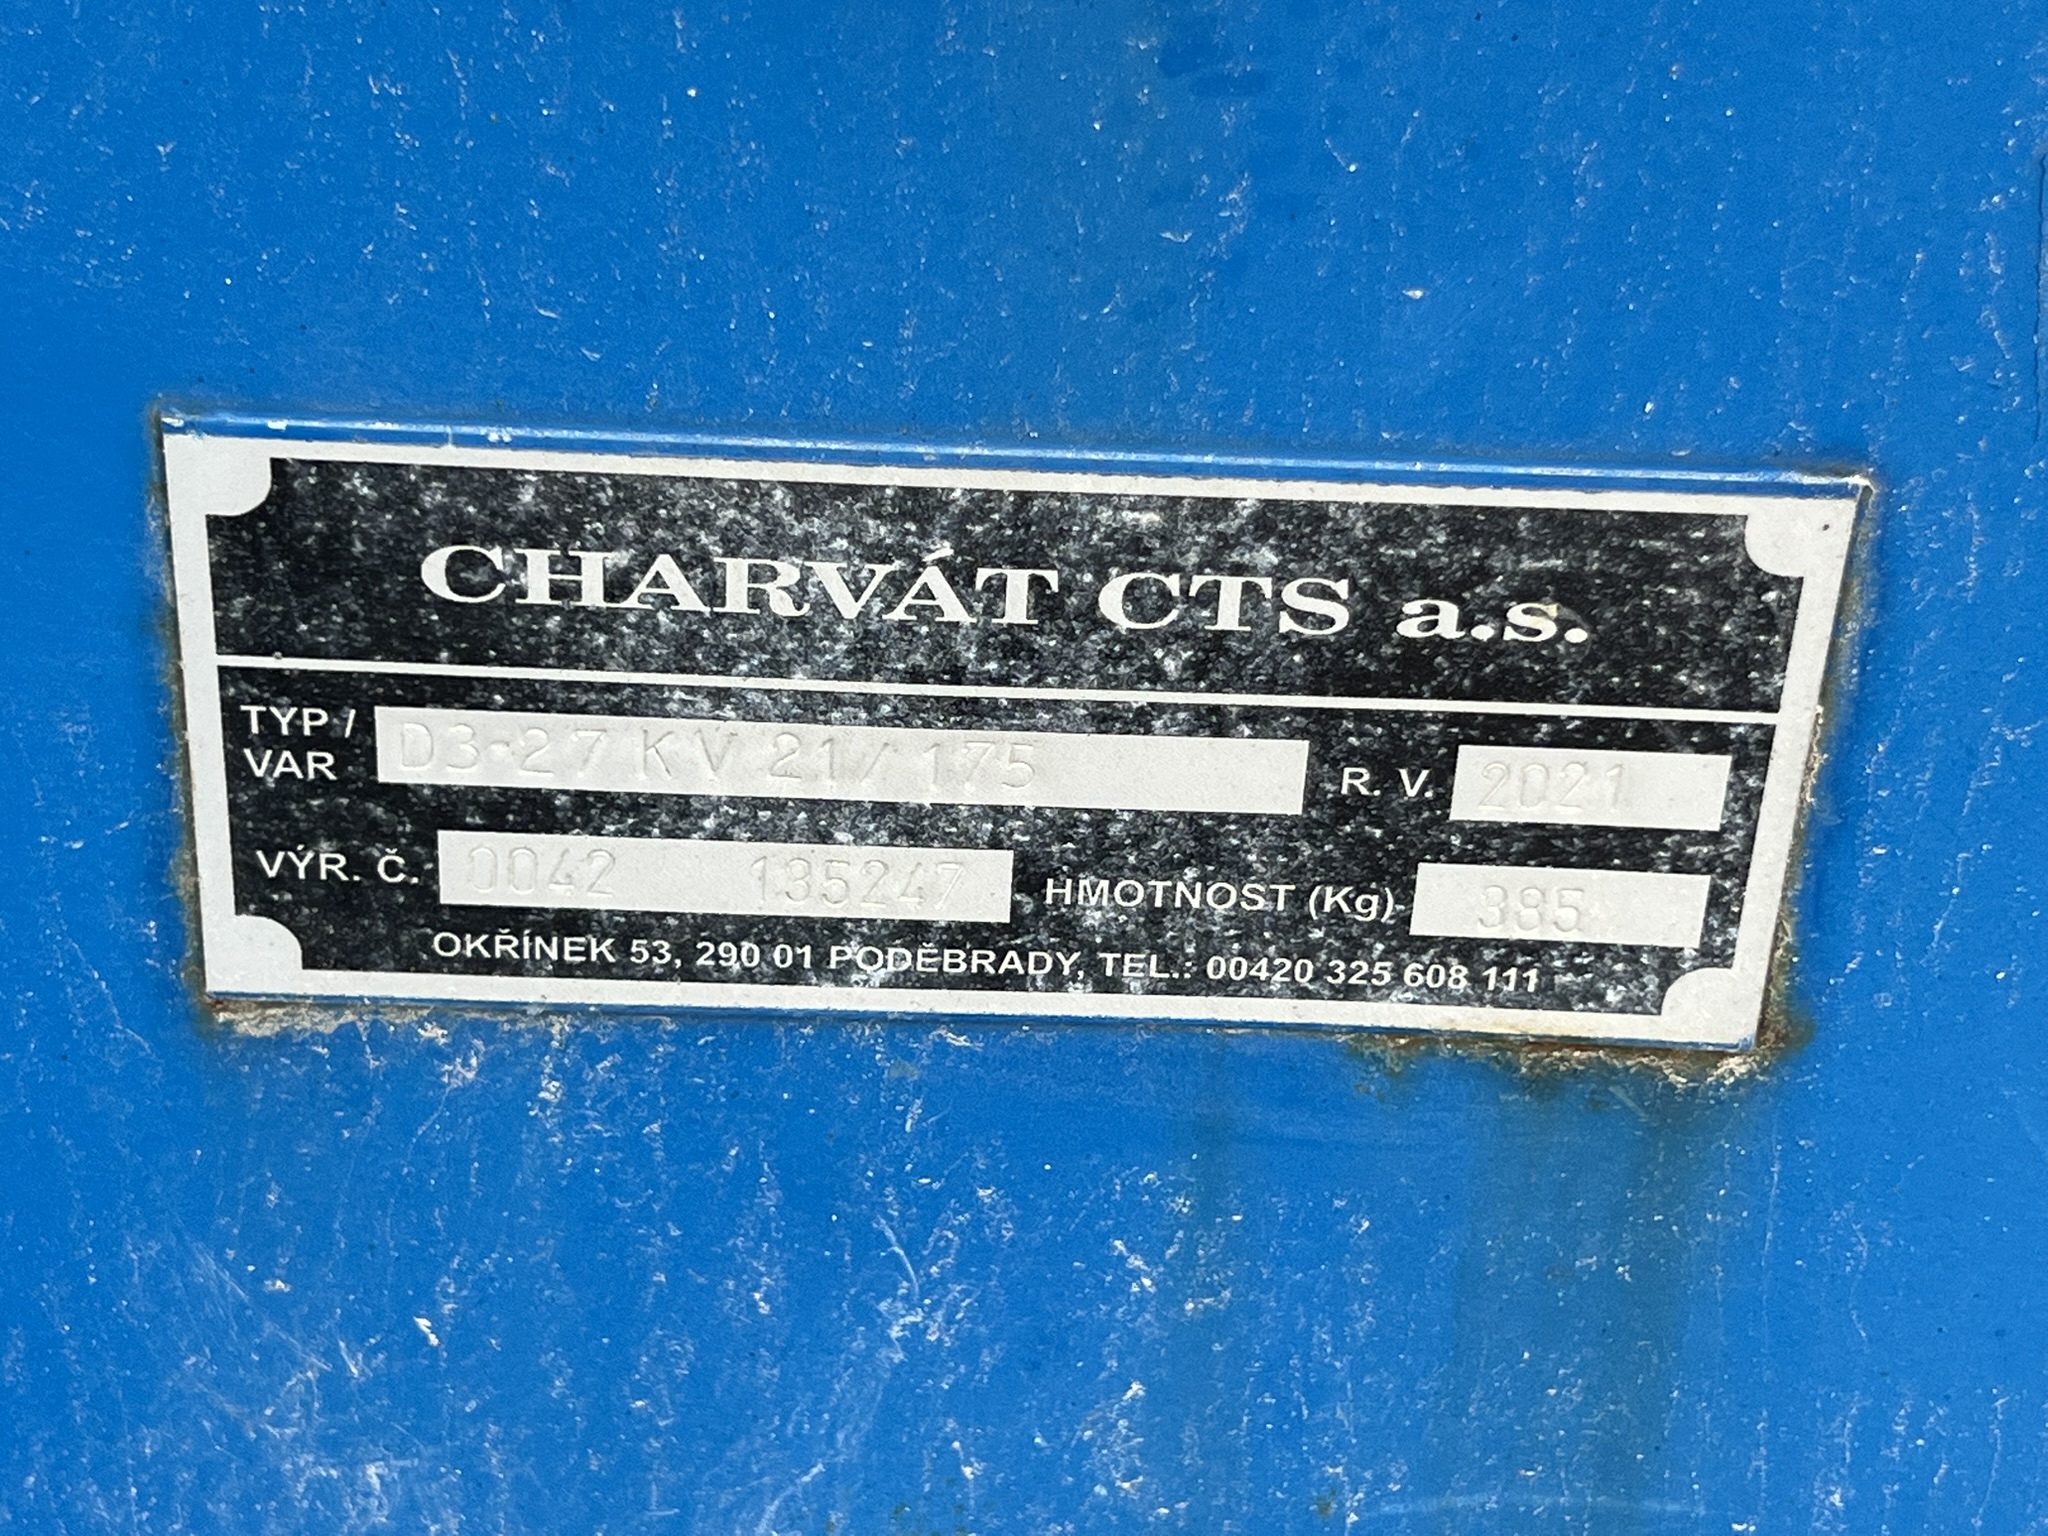 CHARVÁT CTS a.s.
TYP / VAR D3-27 KV 21/ 175 R. V. 2021
VÝR. Č. 0042 135247 HMOTNOST (Kg) 385
OKŘÍNEK 53, 290 01 PODĚBRADY, TEL.: 00420 325 608 111